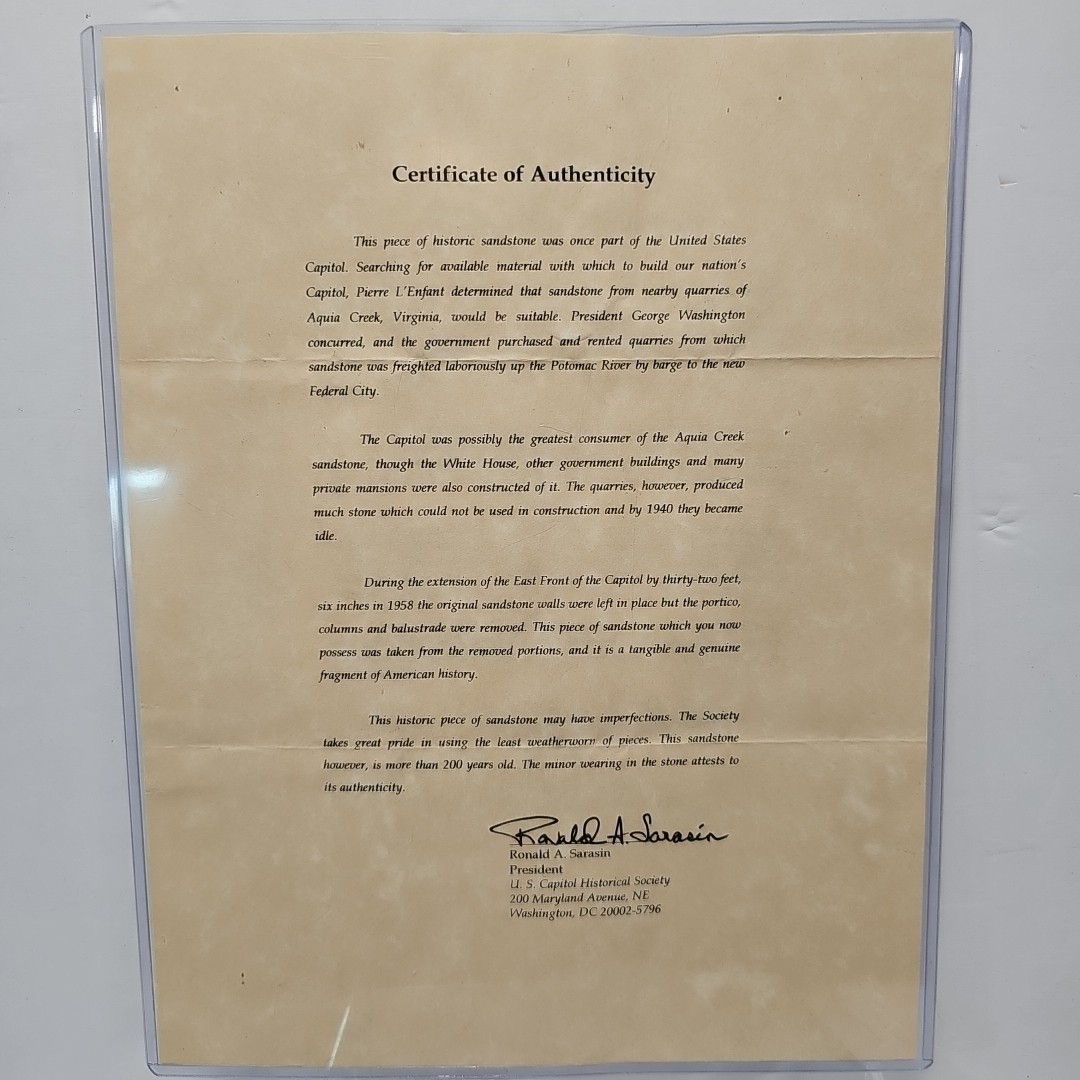 Certificate of Authenticity
This piece of historic sandstone was once part of the United States
Capitol. Searching for available material with which to build our nation's
Capitol, Pierre L'Enfant determined that sandstone from nearby quarries of
Aquia Creek, Virginia, would be suitable. President George Washington
concurred, and the government purchased and rented quarries from which
sandstone was freighted laboriously up the Potomac River by barge to the new
Federal City.
The Capitol was possibly the greatest consumer of the Aquia Creek
sandstone, though the White House, other government buildings and many
private mansions were also constructed of it. The quarries, however, produced
much stone which could not be used in construction and by 1940 they became
idle.
During the extension of the East Front of the Capitol by thirty-two feet,
six inches in 1958 the original sandstone walls were left in place but the portico,
columns and balustrade were removed. This piece of sandstone which you now
possess was taken from the removed portions, and it is a tangible and genuine
fragment of American history.
This historic piece of sandstone may have imperfections. The Society
takes great pride in using the least weatherworn of pieces. This sandstone
however, is more than 200 years old. The minor wearing in the stone attests to
its authenticity.
Ronald A. Sarasin
Ronald A. Sarasin
President
U. S. Capitol Historical Society
200 Maryland Avenue, NE
Washington, DC 20002-5796